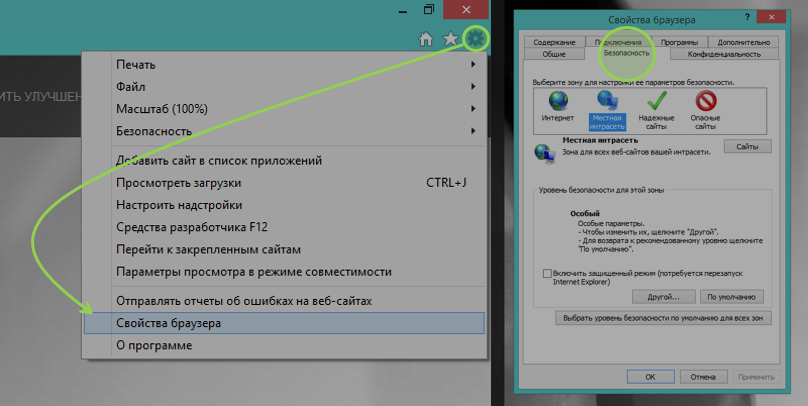 ИТЬ УЛУЧШЕН
Печать
Файл
Масштаб (100%)
Безопасность
Добавить сайт в список приложений
Просмотреть загрузки CTRL+J
Настроить надстройки
Средства разработчика F12
Перейти к закрепленным сайтам
Параметры просмотра в режиме совместимости
Отправлять отчеты об ошибках на веб-сайтах
Свойства браузера
О программе
Свойства браузера
Содержание Подключения Программы Дополнительно
Общие Безопасность Конфиденциальность
Выберите зону для настройки ее параметров безопасности.
Интернет Местная Надежные Опасные
интрасеть сайты сайты
Местная интрасеть
Зона для всех веб-сайтов вашей интрасети.
Сайты
Уровень безопасности для этой зоны
Особый
Особые параметры.
- Чтобы изменить их, щелкните "Другой".
- Для возврата к рекомендованному уровню щелкните
"По умолчанию".
Включить защищенный режим (потребуется перезапуск
Internet Explorer)
Другой... По умолчанию
Выбрать уровень безопасности по умолчанию для всех зон
ОК Отмена Применить